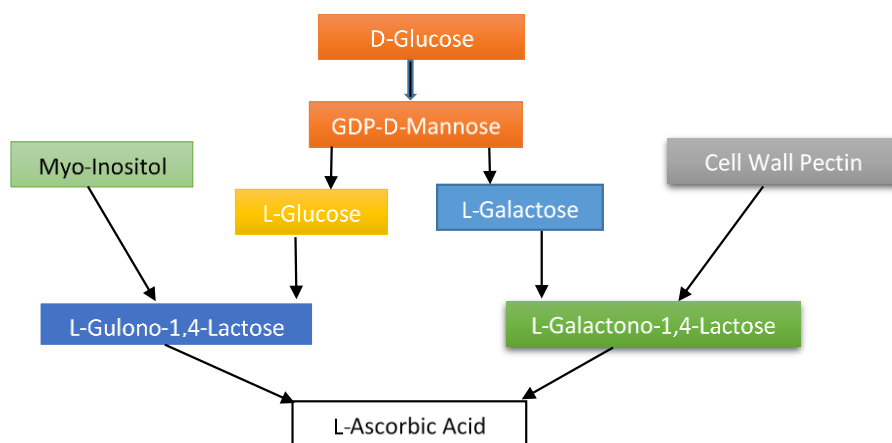 D-Glucose
GDP-D-Mannose
Myo-Inositol
Cell Wall Pectin
L-Glucose
L-Galactose
L-Gulono-1,4-Lactose
L-Galactono-1,4-Lactose
L-Ascorbic Acid